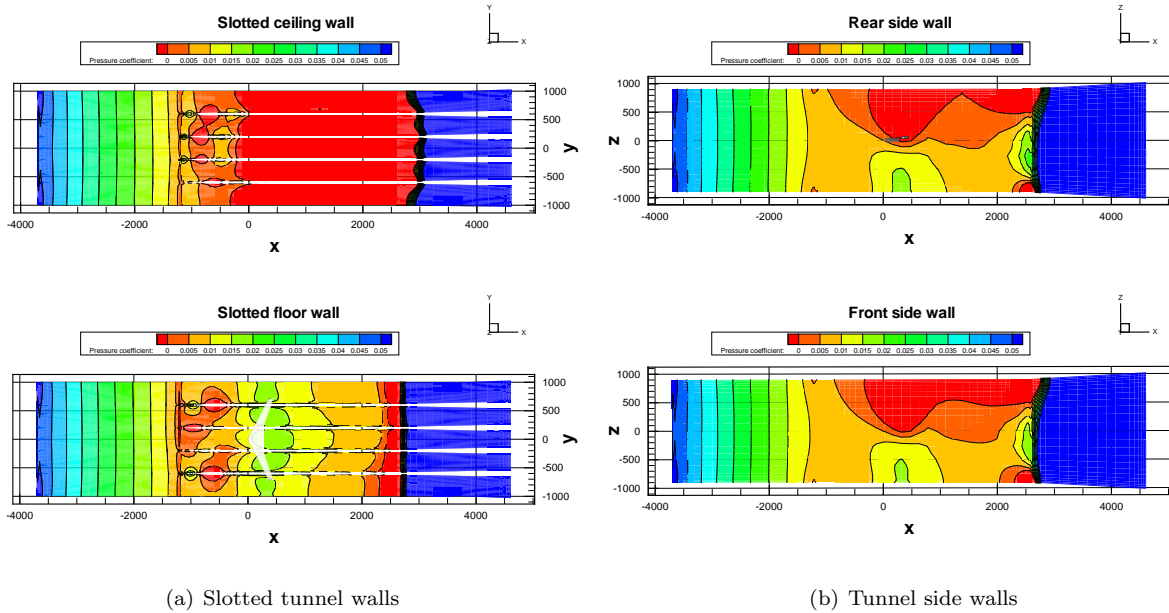 Slotted ceiling wall
Y
Z X
Pressure coefficient: 0 0.005 0.01 0.015 0.02 0.025 0.03 0.035 0.04 0.045 0.05
1000
500
0
-500
-1000
y
-4000 -2000 0 2000 4000
x
Rear side wall
Z
Y X
Pressure coefficient: 0 0.005 0.01 0.015 0.02 0.025 0.03 0.035 0.04 0.045 0.05
z
1000
0
-1000
-4000 -2000 0 2000 4000
x
Slotted floor wall
Y
Z X
Pressure coefficient: 0 0.005 0.01 0.015 0.02 0.025 0.03 0.035 0.04 0.045 0.05
1000
500
0
-500
-1000
y
-4000 -2000 0 2000 4000
x
Front side wall
Z
Y X
Pressure coefficient: 0 0.005 0.01 0.015 0.02 0.025 0.03 0.035 0.04 0.045 0.05
z
1000
0
-1000
-4000 -2000 0 2000 4000
x
(a) Slotted tunnel walls
(b) Tunnel side walls